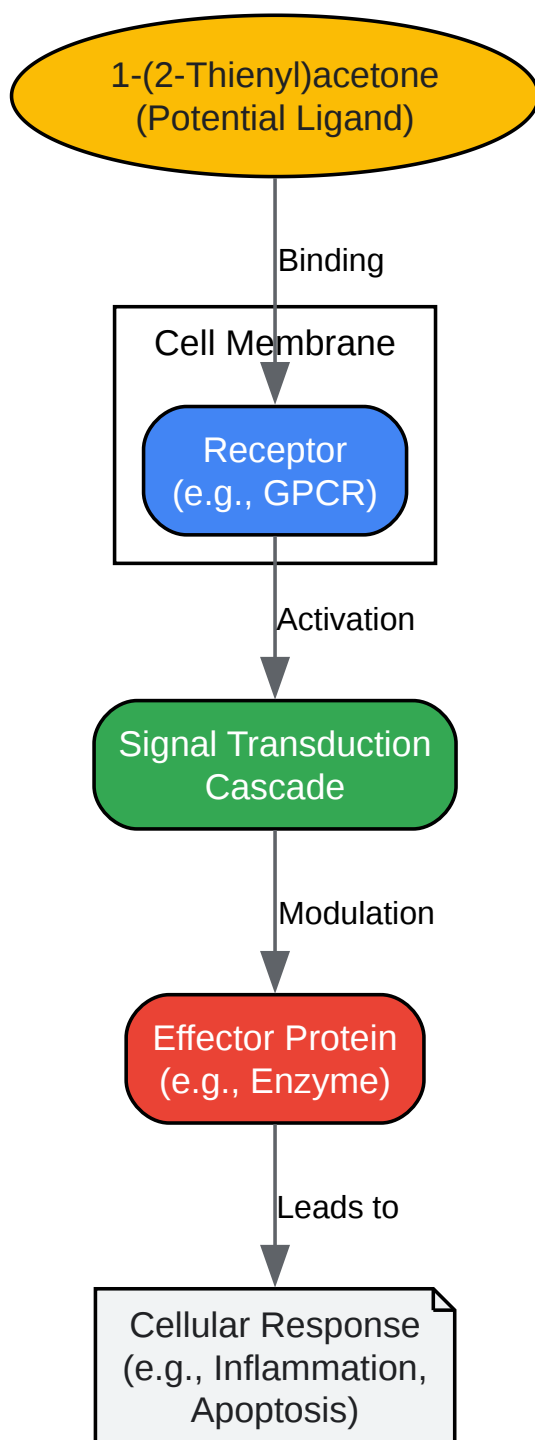 1-(2-Thienyl)acetone
(Potential Ligand)
Binding
Cell Membrane
Receptor
(e.g., GPCR)
Activation
Signal Transduction
Cascade
Modulation
Effector Protein
(e.g., Enzyme)
Leads to
Cellular Response
(e.g., Inflammation,
Apoptosis)